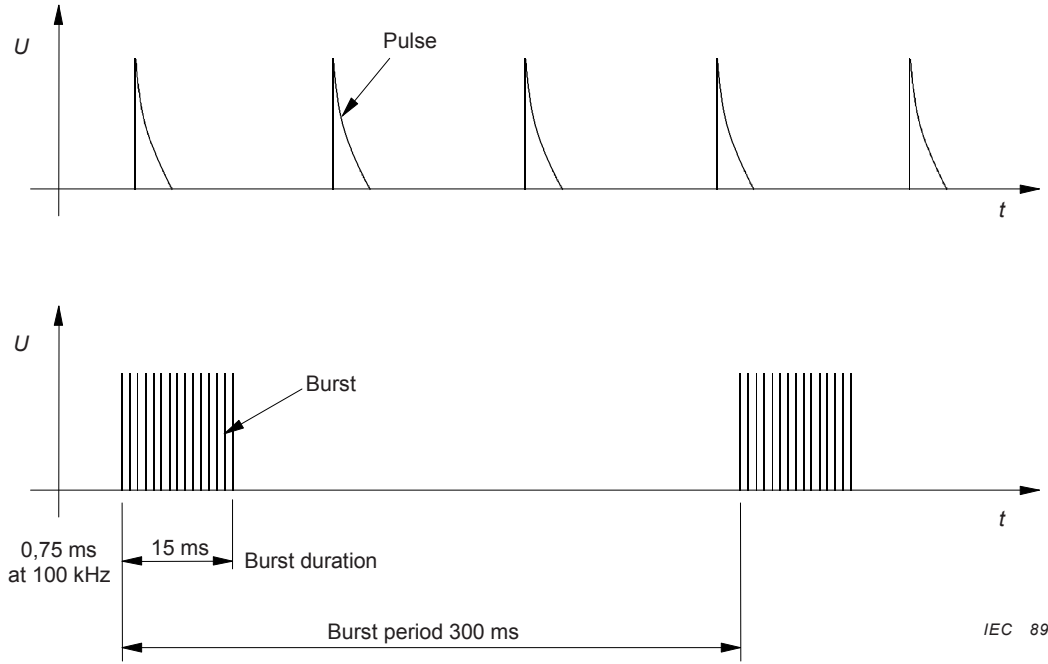 U
Pulse
t
U
Burst
t
0,75 ms
at 100 kHz
15 ms
Burst duration
Burst period 300 ms
IEC 89